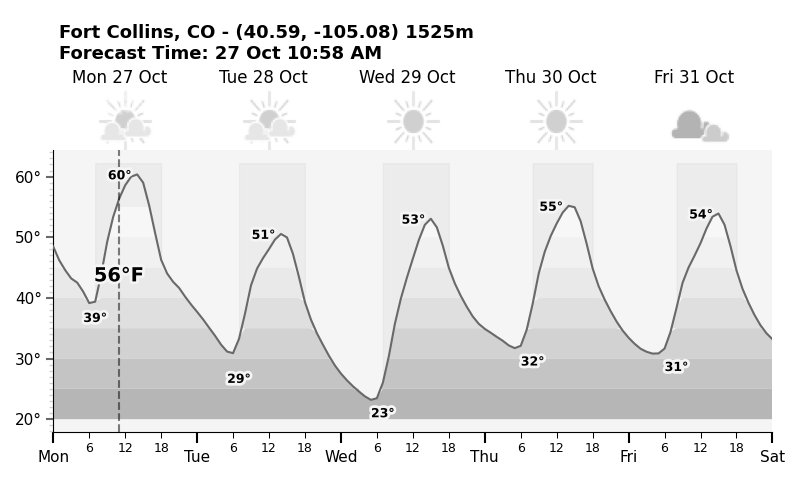 Fort Collins, CO - (40.59, -105.08) 1525m
Forecast Time: 27 Oct 10:58 AM
Mon 27 Oct Tue 28 Oct Wed 29 Oct Thu 30 Oct Fri 31 Oct
60°
60°
55°
54°
53°
51°
50°
56°F
40°
39°
32°
31°
30°
29°
23°
20°
6 12 18 6 12 18 6 12 18 6 12 18 6 12 18
Mon Tue Wed Thu Fri Sat